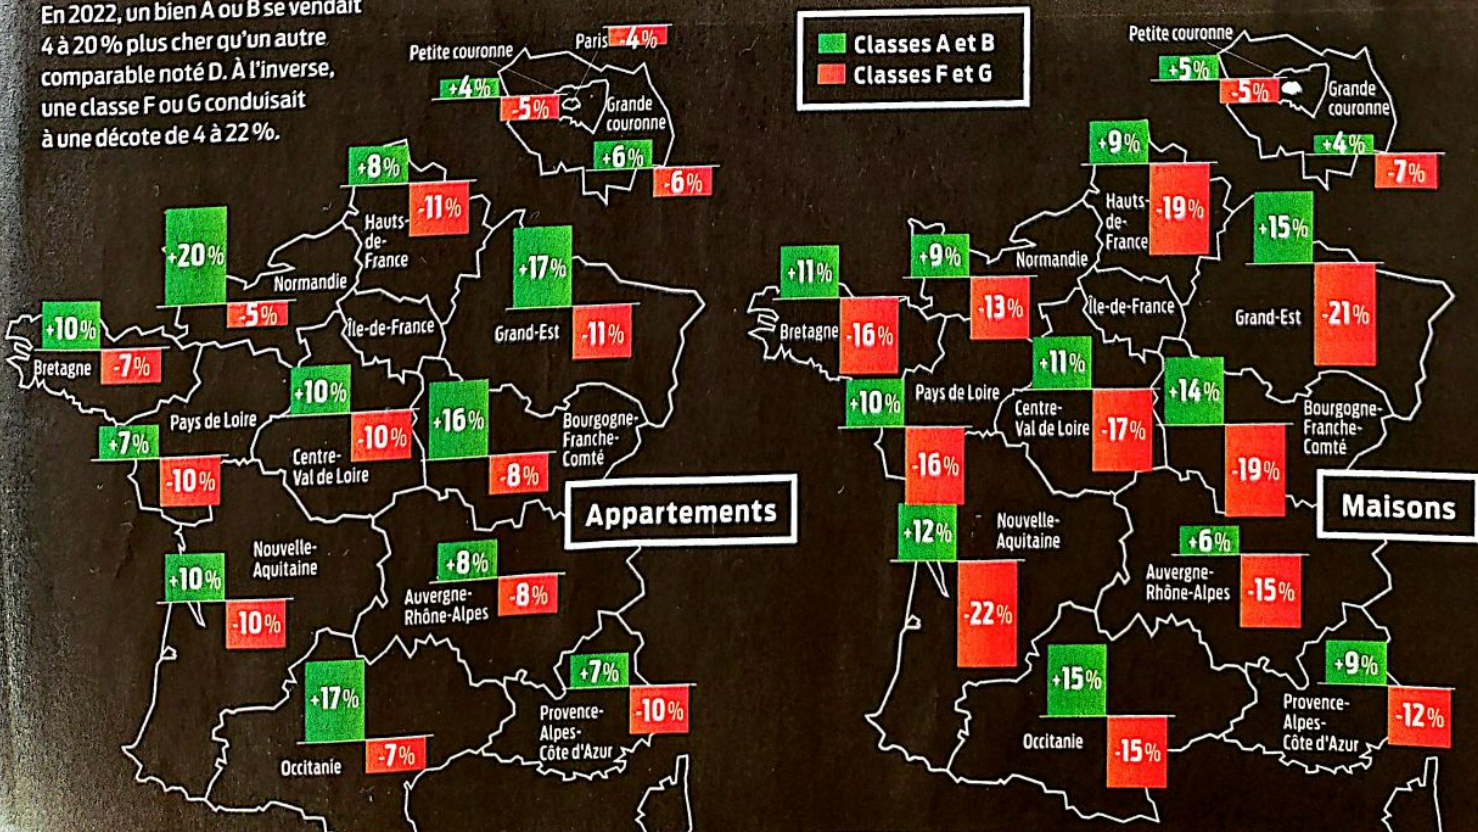 En 2022, un bien A ou B se vendait
4 à 20 % plus cher qu'un autre
comparable noté D. À l'inverse,
une classe F ou G conduisait
à une décote de 4 à 22 %.
Petite couronne
Paris -4%
+4%
-5%
Grande
couronne
+6%
-6%
+8%
-11%
Hauts-
de-
France
+20%
-5%
Normandie
+17%
-11%
Grand-Est
Île-de-France
+10%
-7%
Bretagne
Pays de Loire
+7%
-10%
+10%
-10%
Centre-
Val de Loire
+16%
-8%
Bourgogne-
Franche-
Comté
Appartements
Nouvelle-
Aquitaine
+10%
-10%
+8%
-8%
Auvergne-
Rhône-Alpes
+17%
-7%
Occitanie
+7%
-10%
Provence-
Alpes-
Côte d'Azur
Classes A et B
Classes F et G
Petite couronne
+5%
-5%
Grande
couronne
+4%
-7%
+9%
-19%
Hauts-
de-
France
+9%
-13%
Normandie
+15%
-21%
Grand-Est
Île-de-France
+11%
-16%
Bretagne
Pays de Loire
+10%
-16%
+11%
-17%
Centre-
Val de Loire
+14%
-19%
Bourgogne-
Franche-
Comté
Maisons
+12%
-22%
Nouvelle-
Aquitaine
+6%
-15%
Auvergne-
Rhône-Alpes
+15%
-15%
Occitanie
+9%
-12%
Provence-
Alpes-
Côte d'Azur